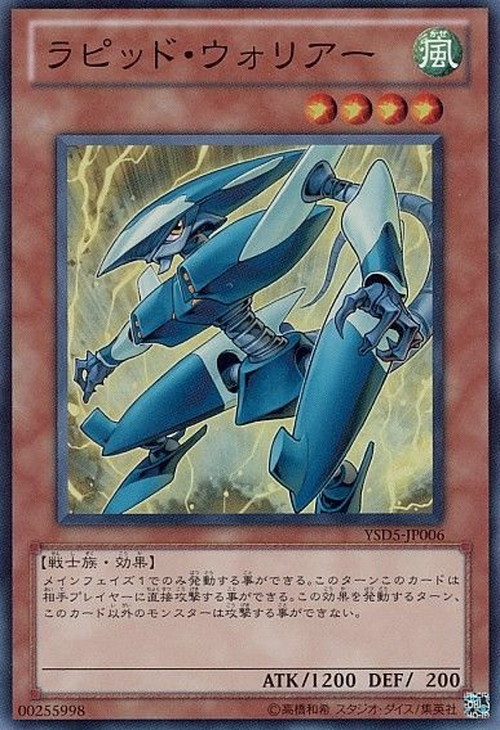 ラピッド・ウォリアー
風
YSD5-JP006
【戦士族・効果】
メインフェイズ1でのみ発動する事ができる。このターンこのカードは
相手プレイヤーに直接攻撃する事ができる。この効果を発動するターン、
このカード以外のモンスターは攻撃する事ができない。
ATK/1200 DEF/ 200
00255998
©高橋和希 スタジオ・ダイス/集英社